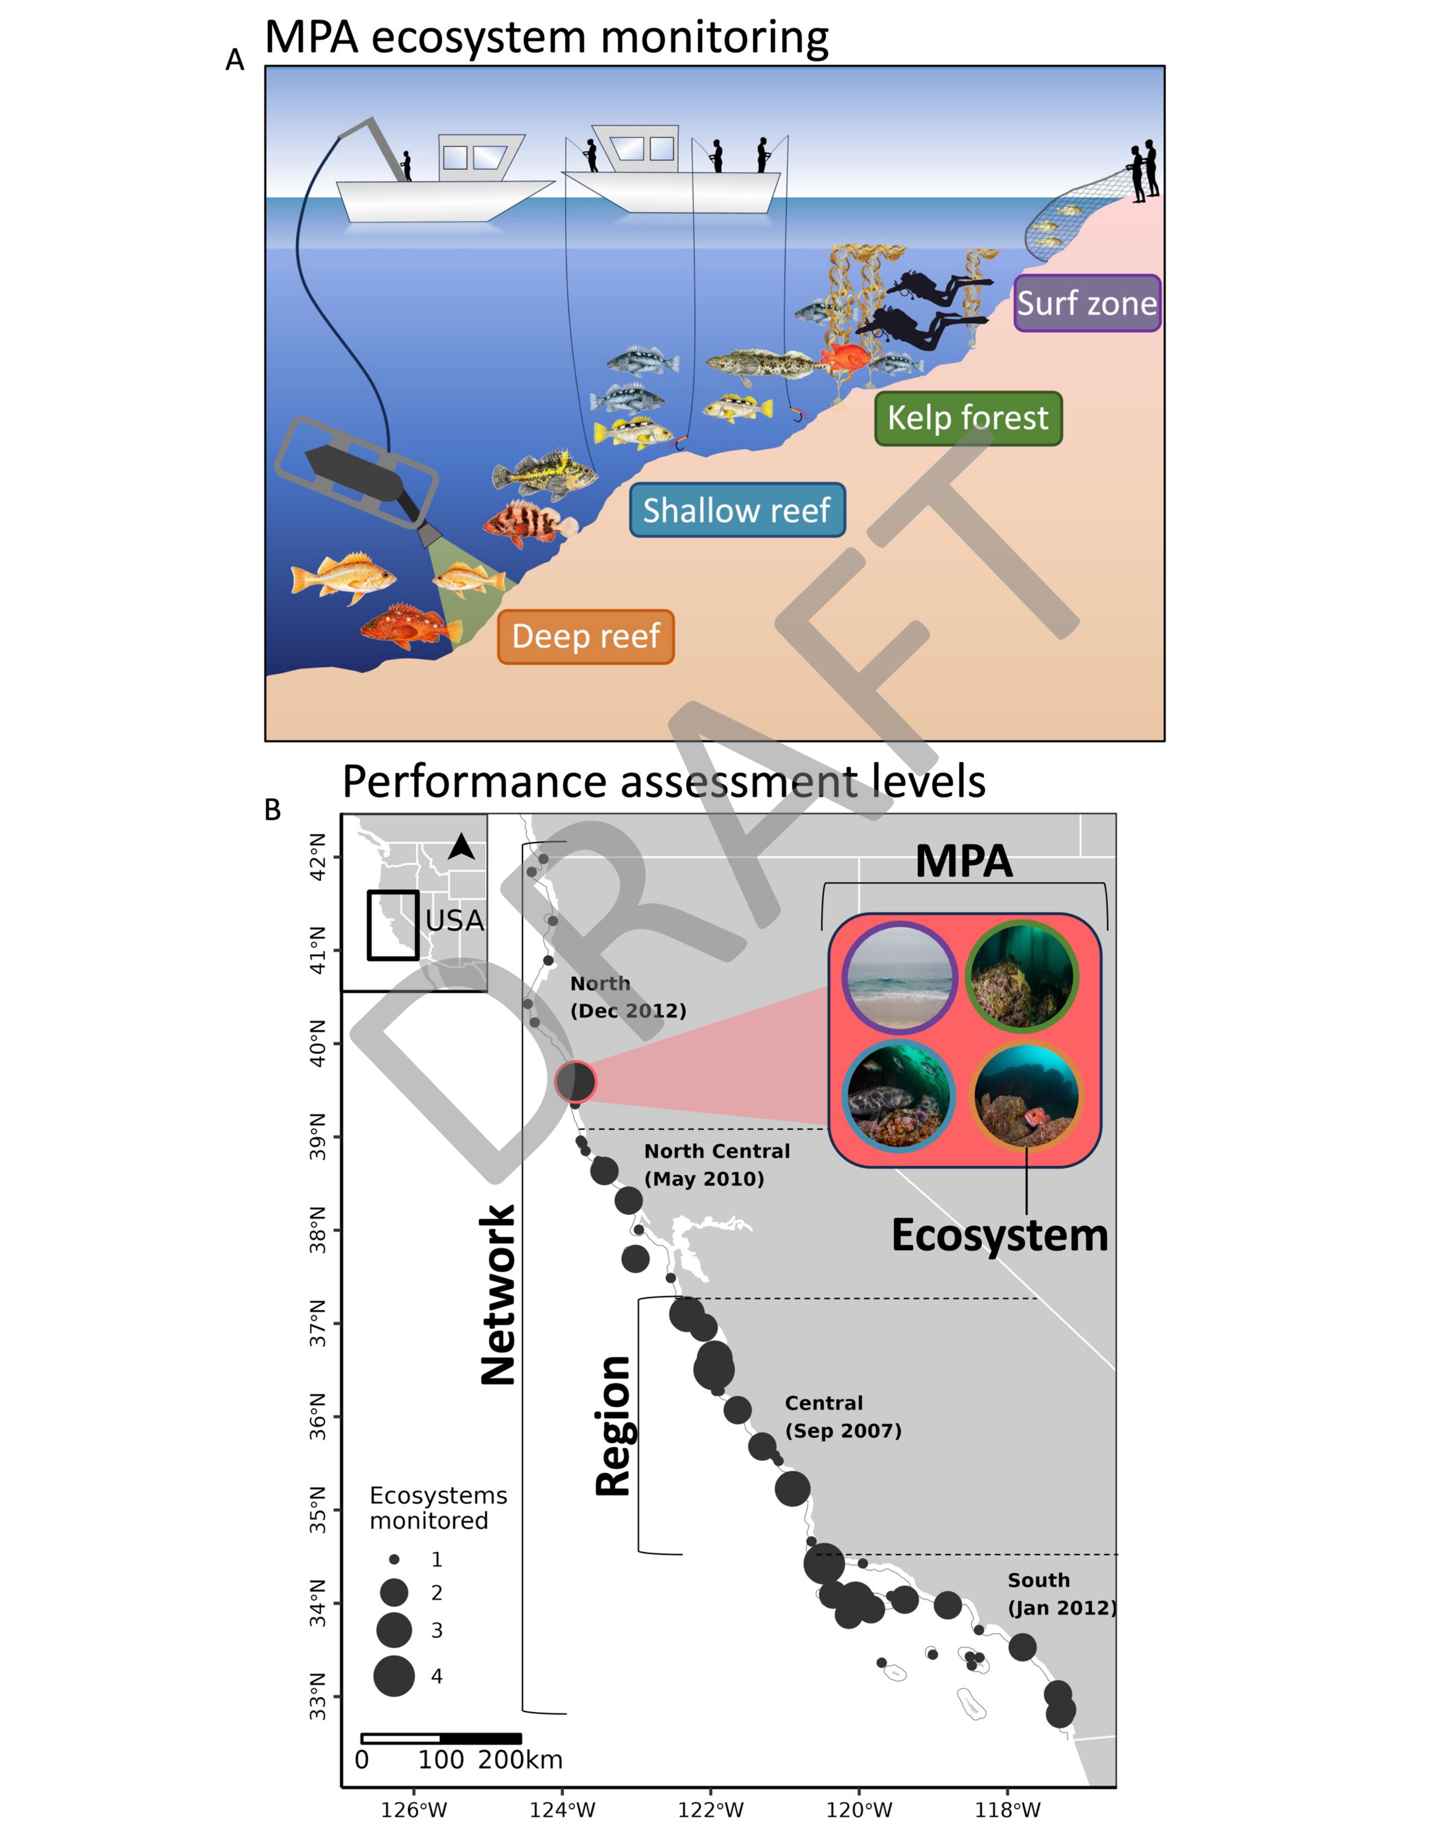 MPA ecosystem monitoring
A
Surf zone
Kelp forest
Shallow reef
Deep reef
DRAFT
Performance assessment levels
B
42°N
41°N
40°N
39°N
38°N
37°N
36°N
35°N
34°N
33°N
USA
MPA
North
(Dec 2012)
North Central
(May 2010)
Ecosystem
Network
Region
Central
(Sep 2007)
South
(Jan 2012)
Ecosystems
monitored
1
2
3
4
0 100 200km
126°W 124°W 122°W 120°W 118°W